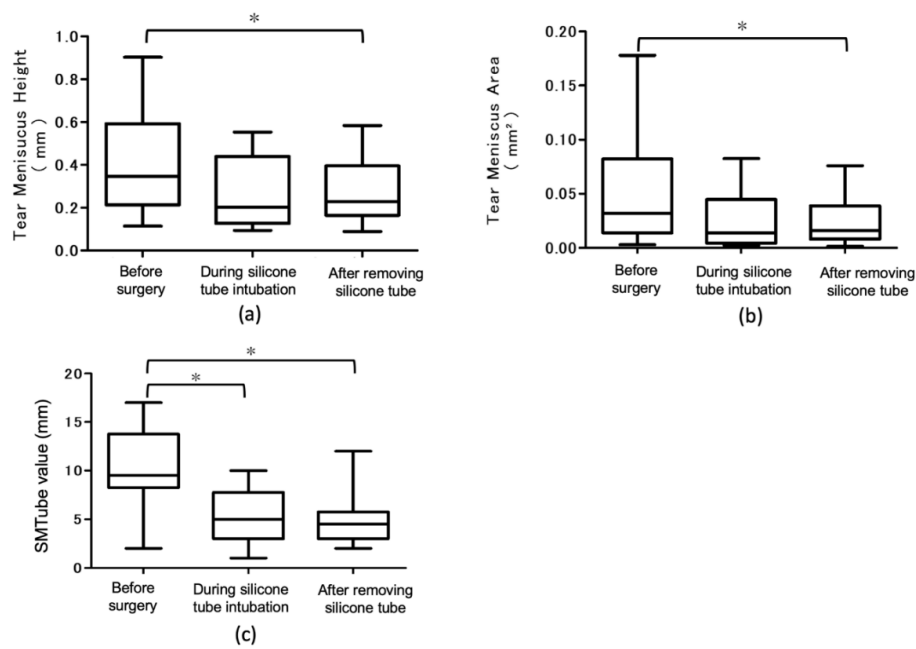 *
Tear Menisucus Height
( mm )
1.0
0.8
0.6
0.4
0.2
0.0
Before
surgery
During silicone
tube intubation
After removing
silicone tube
(a)
*
Tear Meniscus Area
( mm² )
0.20
0.15
0.10
0.05
0.00
Before
surgery
During silicone
tube intubation
After removing
silicone tube
(b)
*
*
SMTube value (mm)
20
15
10
5
0
Before
surgery
During silicone
tube intubation
After removing
silicone tube
(c)